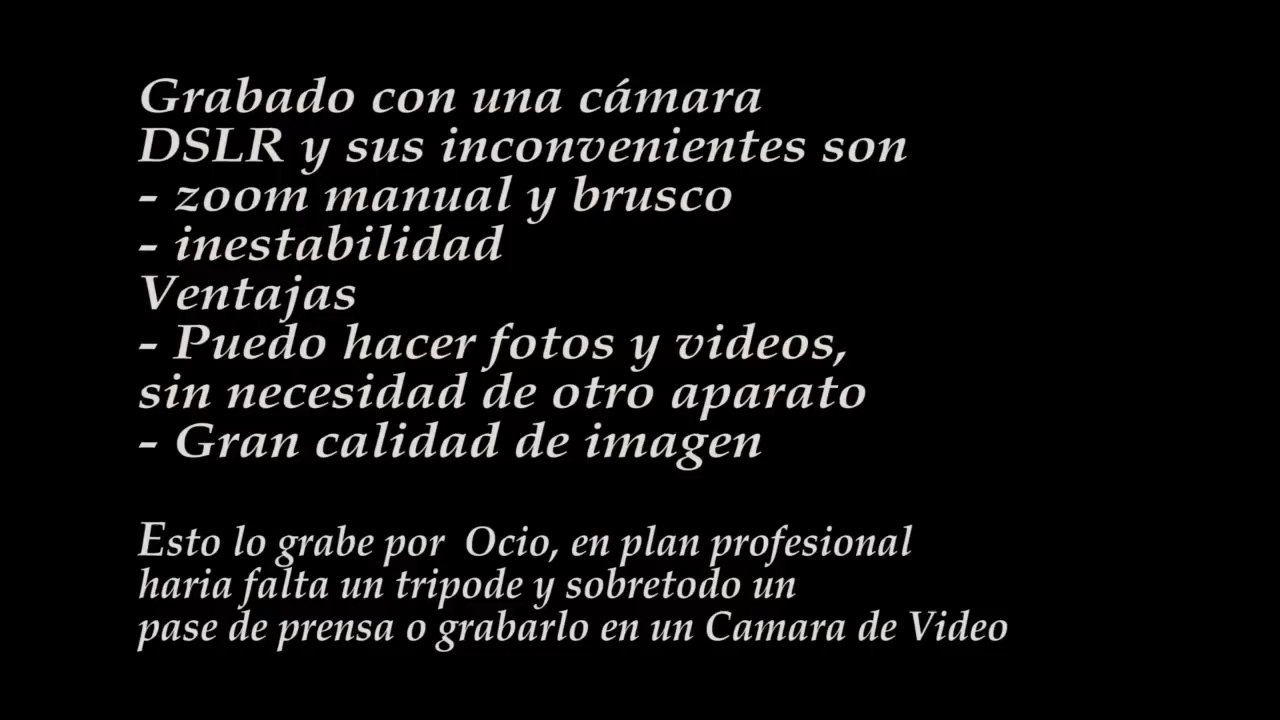 Grabado con una cámara
DSLR y sus inconvenientes son
- zoom manual y brusco
- inestabilidad
Ventajas
- Puedo hacer fotos y videos,
sin necesidad de otro aparato
- Gran calidad de imagen
Esto lo grabe por Ocio, en plan profesional
haria falta un tripode y sobretodo un
pase de prensa o grabarlo en un Camara de Video